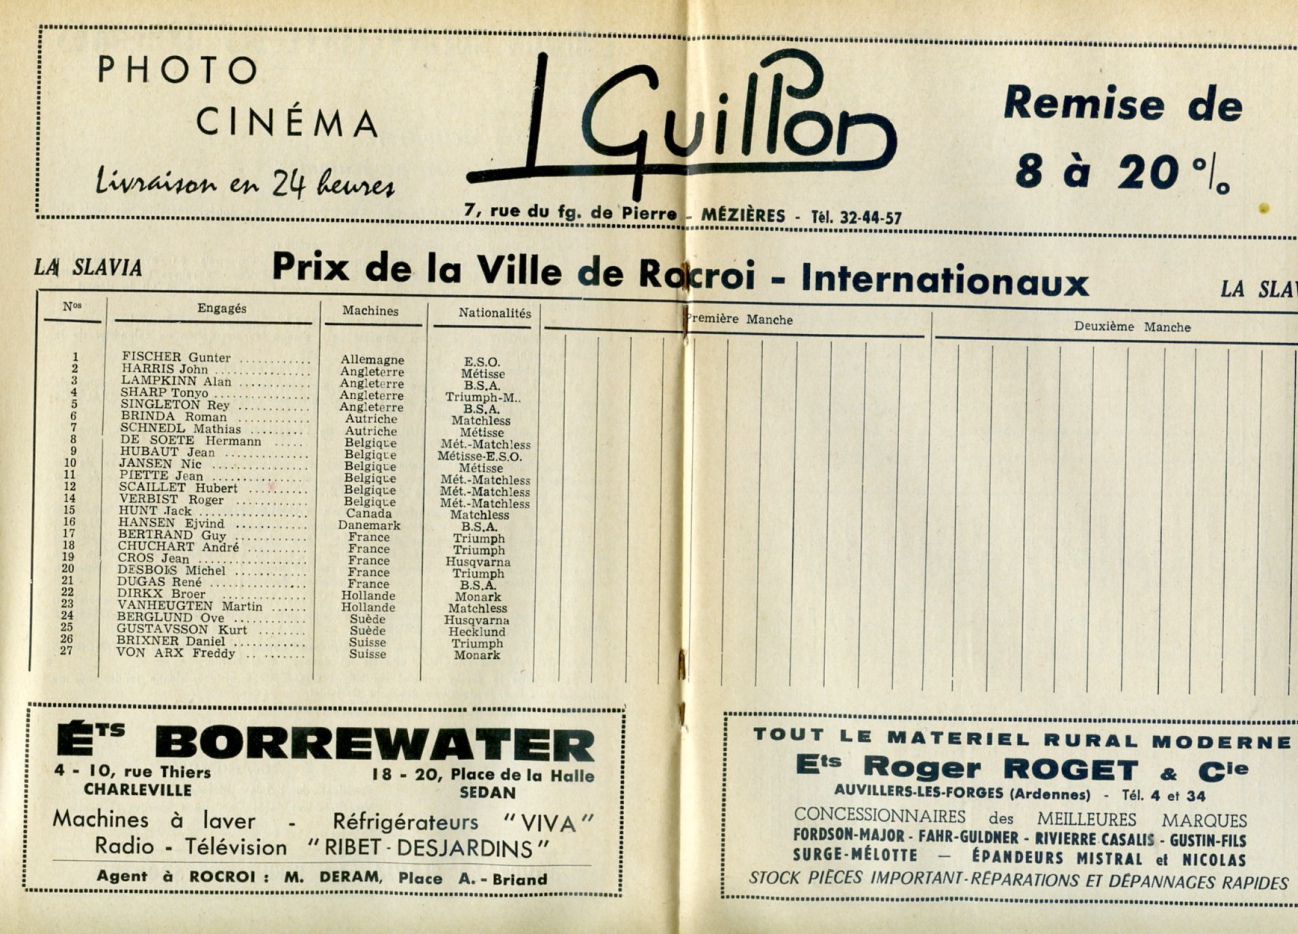 PHOTO
CINÉMA
Livraison en 24 heures
L Guillon
7, rue du fg. de Pierre - MÉZIÈRES - Tél. 32-44-57
Remise de
8 à 20 %
LA SLAVIA Prix de la Ville de Rocroi - Internationaux LA SLAV
Nos Engagés Machines Nationalités Première Manche Deuxième Manche
1 FISCHER Gunter ........... Allemagne E.S.O.
2 HARRIS John ........... Angleterre Métisse
3 LAMPKINN Alan ........... Angleterre B.S.A.
4 SHARP Tonyo ........... Angleterre Triumph-M..
5 SINGLETON Rey ........... Angleterre B.S.A.
6 BRINDA Roman ........... Autriche Matchless
7 SCHNEDL Mathias ......... Autriche Métisse
8 DE SOETE Hermann ..... Belgique Mét.-Matchless
9 HUBAUT Jean ........... Belgique Métisse-E.S.O.
10 JANSEN Nic ............. Belgique Métisse
11 PIETTE Jean ............. Belgique Mét.-Matchless
12 SCAILLET Hubert ......... Belgique Mét.-Matchless
14 VERBIST Roger ........... Belgique Mét.-Matchless
15 HUNT Jack ............... Canada Matchless
16 HANSEN Ejvind ........... Danemark B.S.A.
17 BERTRAND Guy ........... France Triumph
18 CHUCHART André ......... France Triumph
19 CROS Jean ............... France Husqvarna
20 DESBOIS Michel ........... France Triumph
21 DUGAS René ............. France B.S.A.
22 DIRKX Broer ............. Hollande Monark
23 VANHEUGTEN Martin ...... Hollande Matchless
24 BERGLUND Ove ........... Suède Husqvarna
25 GUSTAVSSON Kurt ........ Suède Hecklund
26 BRIXNER Daniel ........... Suisse Triumph
27 VON ARX Freddy .. ........ Suisse Monark
ÉTS BORREWATER
4 - 10, rue Thiers 18 - 20, Place de la Halle
CHARLEVILLE SEDAN
Machines à laver - Réfrigérateurs "VIVA"
Radio - Télévision "RIBET-DESJARDINS"
Agent à ROCROI : M. DERAM, Place A. - Briand
TOUT LE MATERIEL RURAL MODERNE
Ets Roger ROGET & Cie
AUVILLERS-LES-FORGES (Ardennes) - Tél. 4 et 34
CONCESSIONNAIRES des MEILLEURES MARQUES
FORDSON-MAJOR - FAHR-GULDNER - RIVIERRE CASALIS - GUSTIN-FILS
SURGE-MÉLOTTE — ÉPANDEURS MISTRAL et NICOLAS
STOCK PIÈCES IMPORTANT-RÉPARATIONS ET DÉPANNAGES RAPIDES